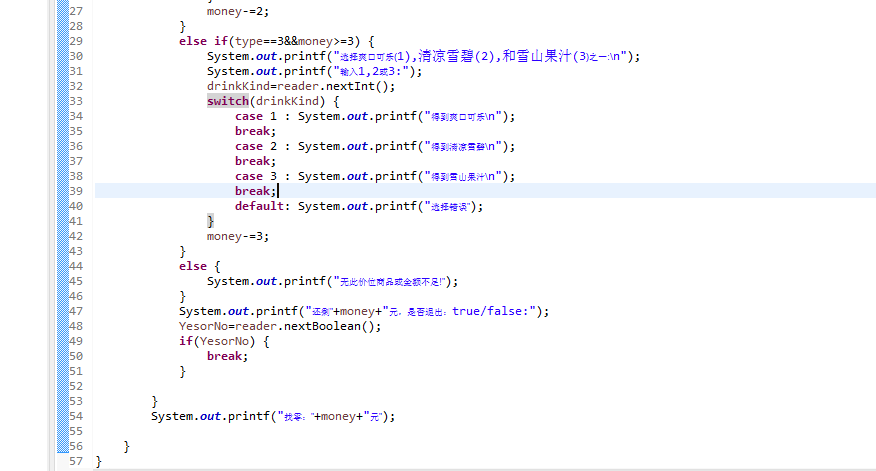 27 money-=2;
28 }
29 else if(type==3&&money>=3) {
30 System.out.printf("选择爽口可乐(1),清凉雪碧(2),和雪山果汁(3)之一:\n");
31 System.out.printf("输入1,2或3:");
32 drinkKind=reader.nextInt();
33 switch(drinkKind) {
34 case 1 : System.out.printf("得到爽口可乐\n");
35 break;
36 case 2 : System.out.printf("得到清凉雪碧\n");
37 break;
38 case 3 : System.out.printf("得到雪山果汁\n");
39 break;
40 default: System.out.printf("选择错误");
41 }
42 money-=3;
43 }
44 else {
45 System.out.printf("无此价位商品或金额不足!");
46 }
47 System.out.printf("还剩"+money+"元，是否退出：true/false:");
48 YesorNo=reader.nextBoolean();
49 if(YesorNo) {
50 break;
51 }
52
53 }
54 System.out.printf("找零："+money+"元");
55
56 }
57 }